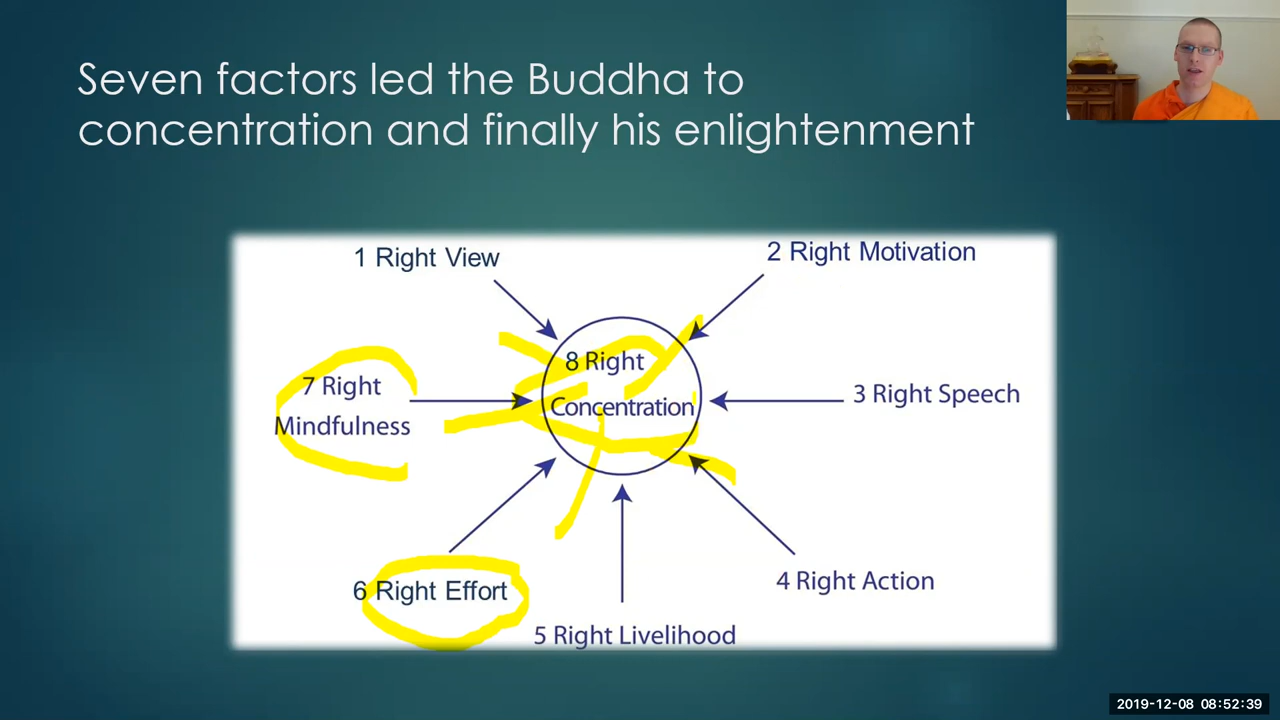 Seven factors led the Buddha to
concentration and finally his enlightenment
1 Right View
2 Right Motivation
8 Right
Concentration
7 Right
Mindfulness
3 Right Speech
6 Right Effort
4 Right Action
5 Right Livelihood
2019-12-08 08:52:39